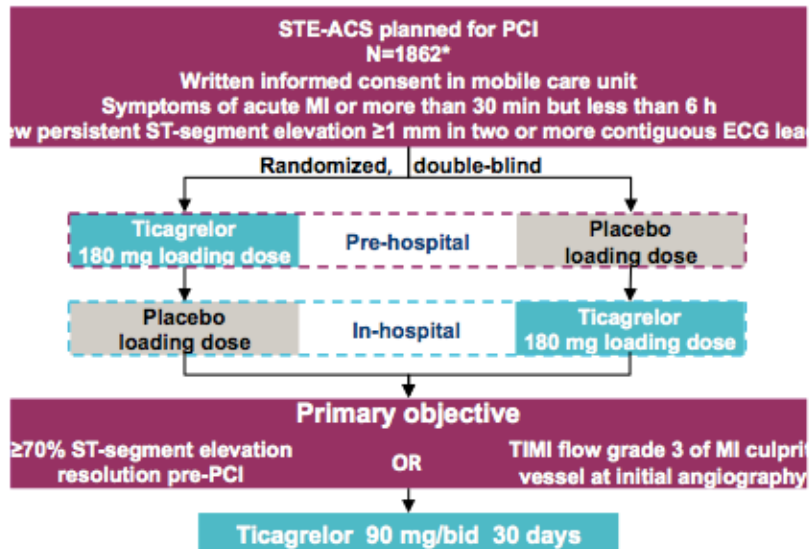 STE-ACS planned for PCI
N=1862*
Written informed consent in mobile care unit
Symptoms of acute MI or more than 30 min but less than 6 h
ew persistent ST-segment elevation ≥1 mm in two or more contiguous ECG lea
Randomized, double-blind
Ticagrelor
180 mg loading dose
Pre-hospital
Placebo
loading dose
Placebo
loading dose
In-hospital
Ticagrelor
180 mg loading dose
Primary objective
≥70% ST-segment elevation
resolution pre-PCI
OR
TIMI flow grade 3 of MI culprit
vessel at initial angiography
Ticagrelor 90 mg/bid 30 days